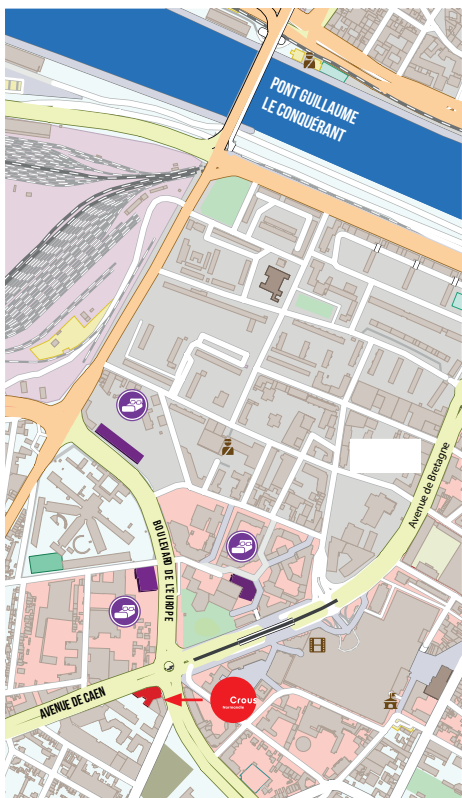 PONT GUILLAUME
LE CONQUÉRANT
Avenue de Bretagne
BOULEVARD DE L'EUROPE
AVENUE DE CAEN
Crous
Normandie